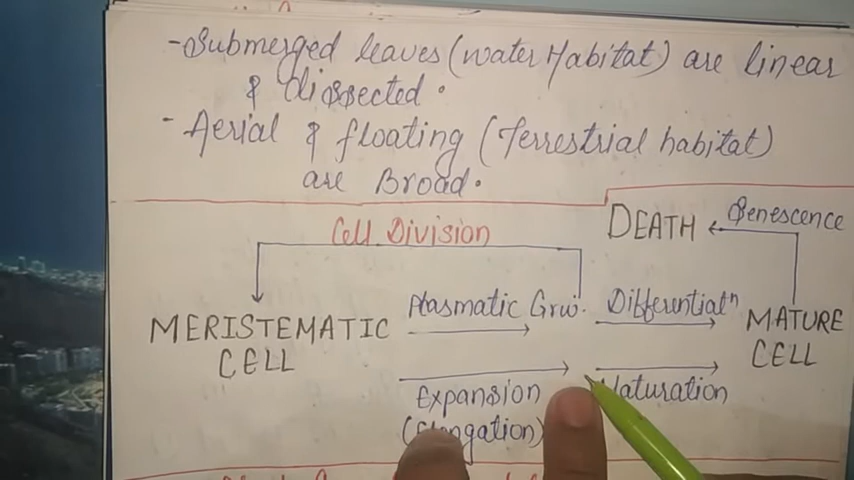 -Submerged leaves (water Habitat) are linear
& dissected.
- Aerial & floating (Terrestrial habitat)
are Broad.
Cell Division
DEATH
Senescence
MERISTEMATIC
CELL
Plasmatic Grw.
Differentiatⁿ
MATURE
CELL
Expansion
(Elongation)
Maturation